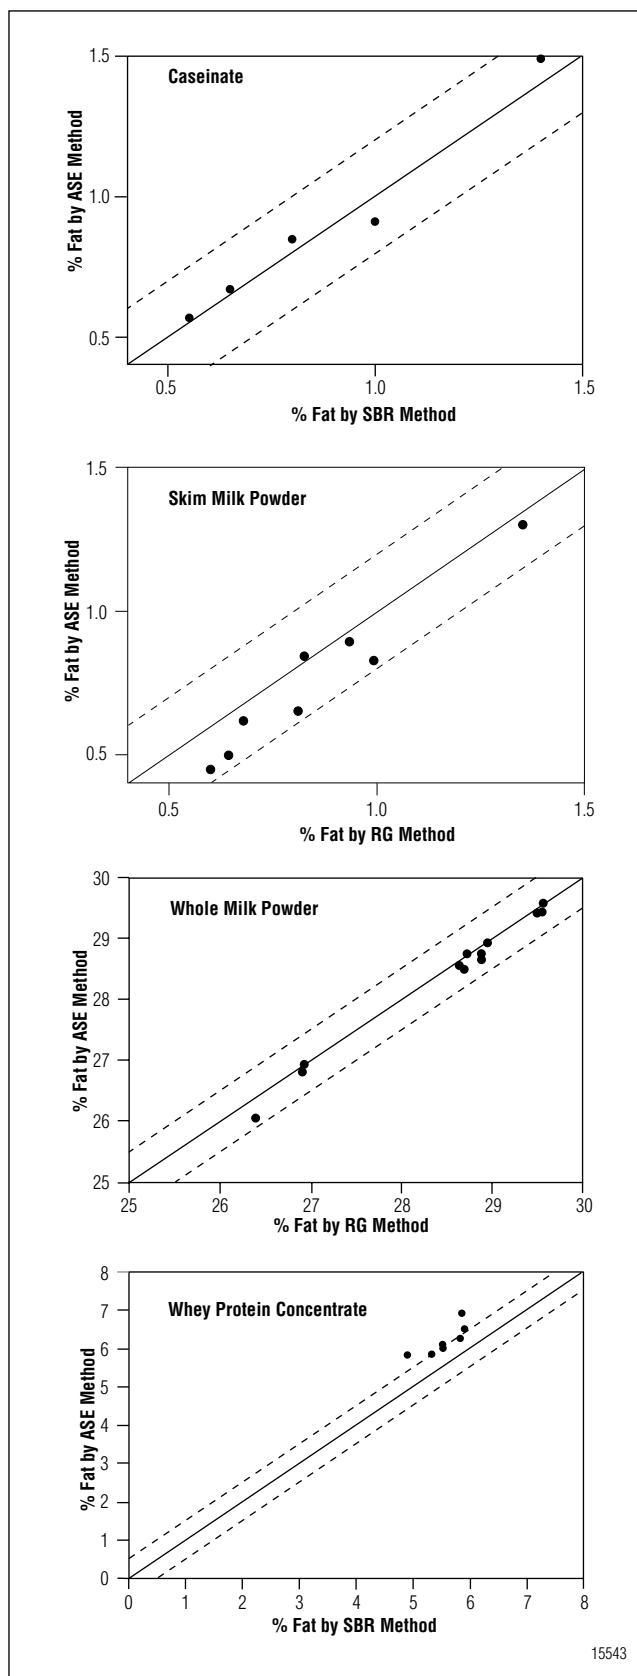 1.5
Caseinate
% Fat by ASE Method
1.0
0.5
0.5 1.0 1.5
% Fat by SBR Method
1.5
Skim Milk Powder
% Fat by ASE Method
1.0
0.5
0.5 1.0 1.5
% Fat by RG Method
30
Whole Milk Powder
29
% Fat by ASE Method
28
27
26
25
25 26 27 28 29 30
% Fat by RG Method
8
Whey Protein Concentrate
7
6
% Fat by ASE Method
5
4
3
2
1
0
0 1 2 3 4 5 6 7 8
% Fat by SBR Method
15543